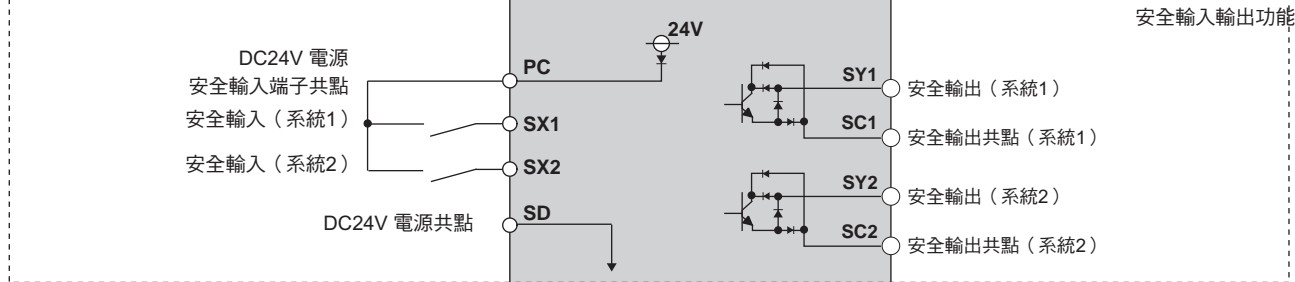 安全輸入輸出功能
24V
DC24V 電源
安全輸入端子共點
PC
安全輸入（系統1）
SX1
安全輸入（系統2）
SX2
DC24V 電源共點
SD
SY1
安全輸出（系統1）
SC1
安全輸出共點（系統1）
SY2
安全輸出（系統2）
SC2
安全輸出共點（系統2）